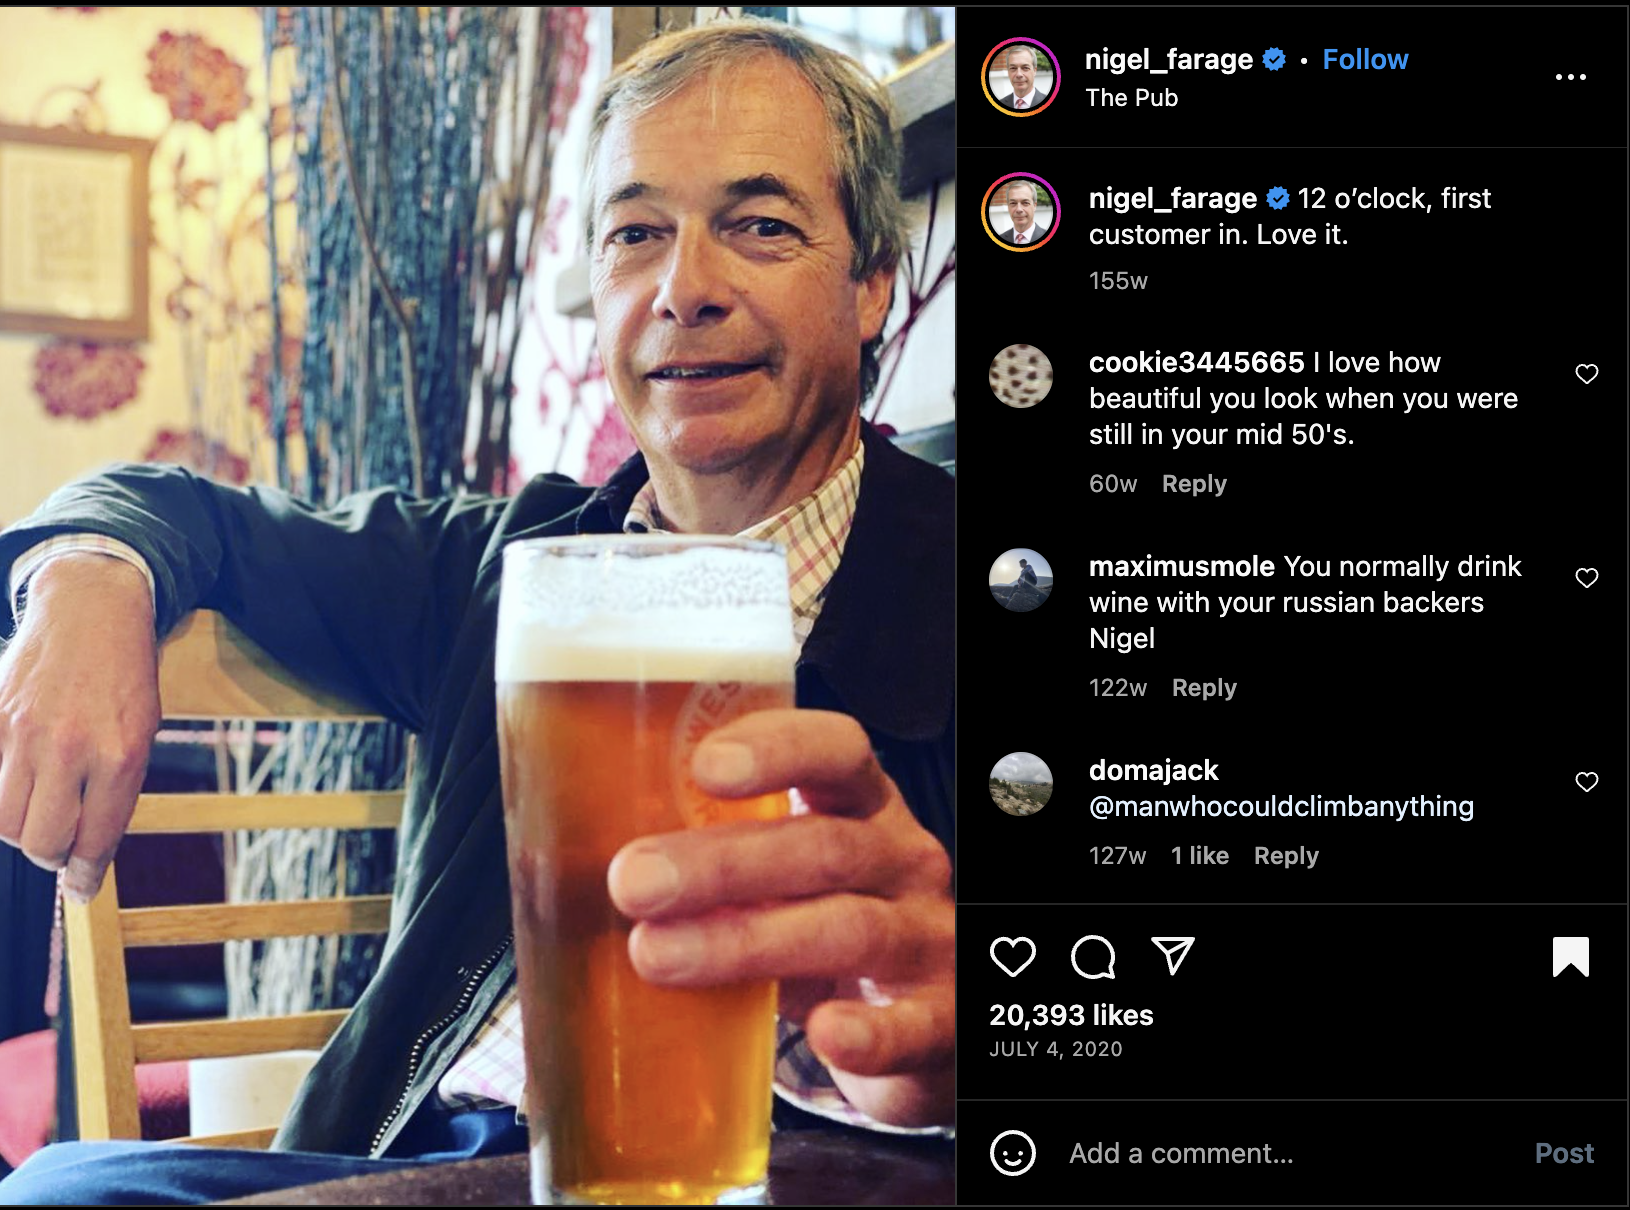 nigel_farage • Follow
The Pub
nigel_farage 12 o’clock, first
customer in. Love it.
155w
cookie3445665 I love how
beautiful you look when you were
still in your mid 50's.
60w Reply
maximusmole You normally drink
wine with your russian backers
Nigel
122w Reply
domajack
@manwhocouldclimbanything
127w 1 like Reply
20,393 likes
JULY 4, 2020
Add a comment...
Post